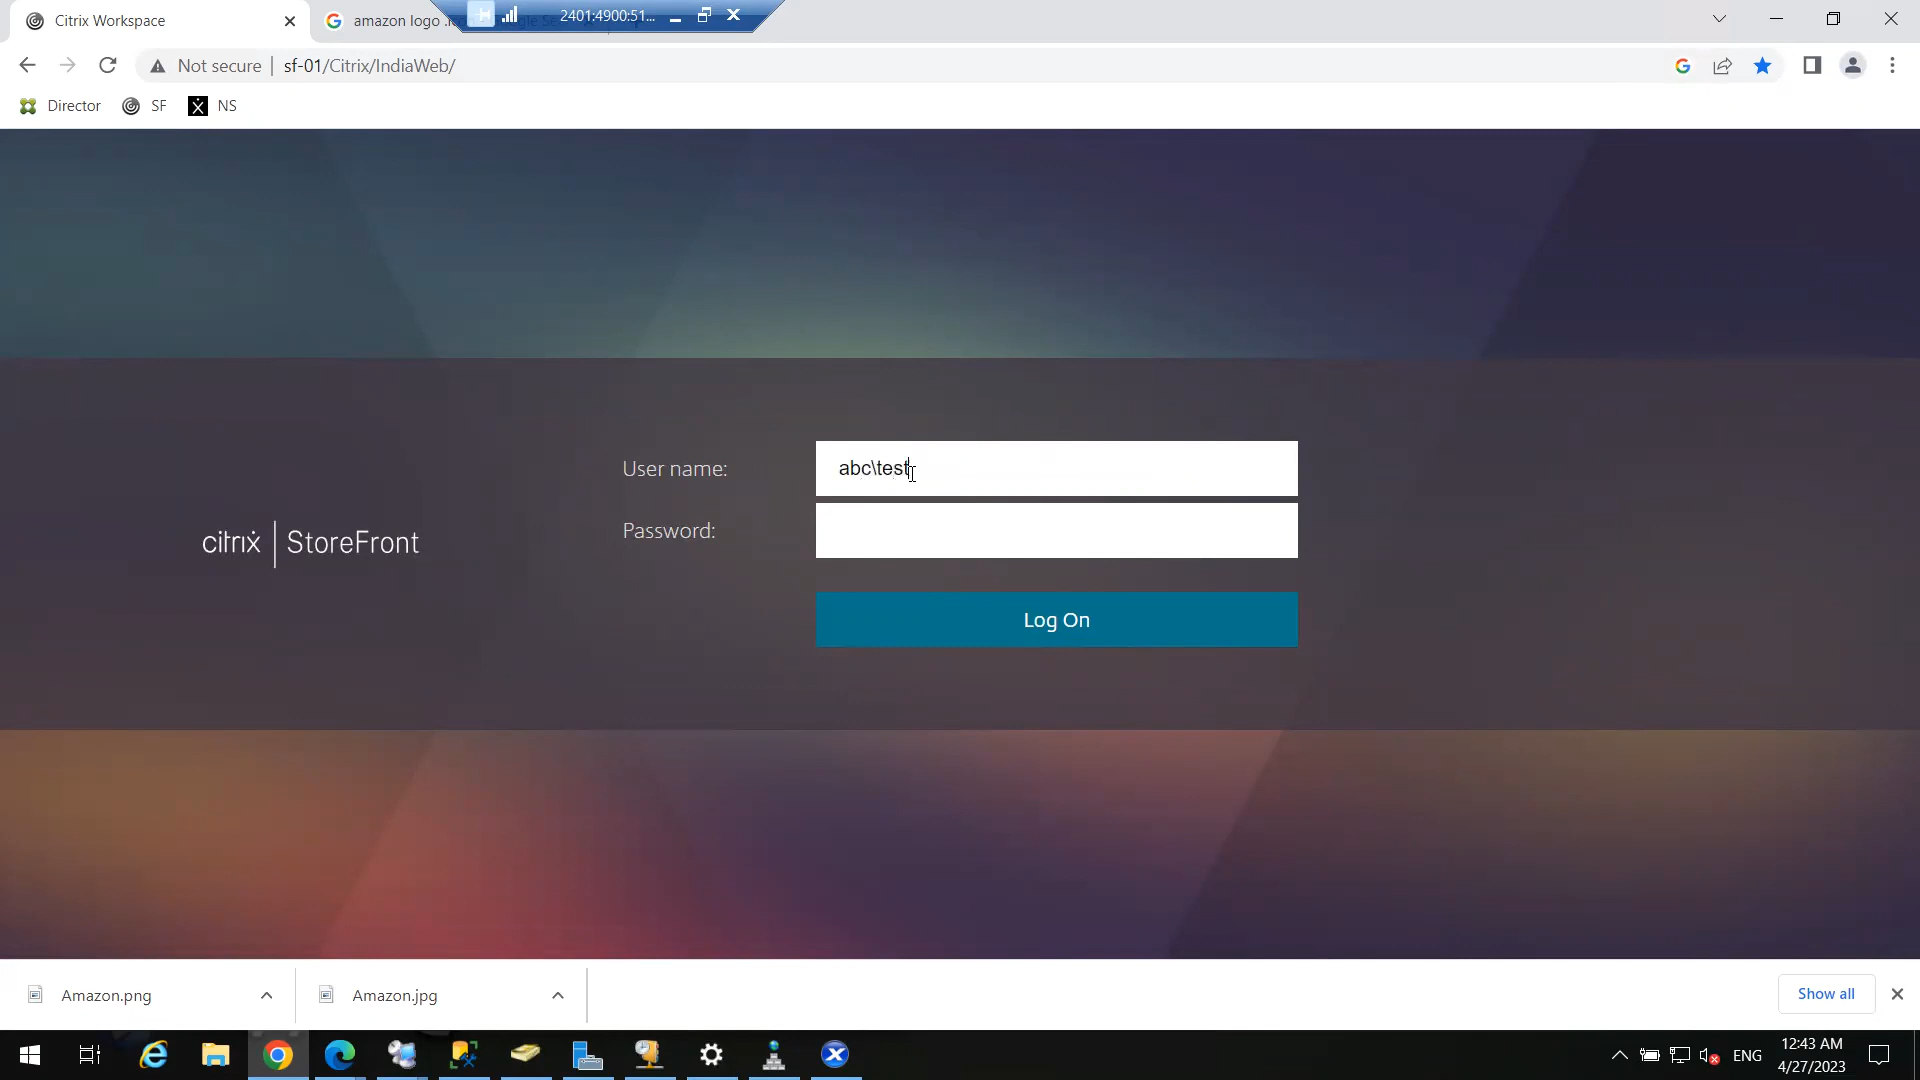 Citrix Workspace
amazon logo .
2401:4900:51...
Not secure
sf-01/Citrix/IndiaWeb/
Director
SF
NS
User name:
abc\test
Password:
citrix | StoreFront
Log On
Amazon.png
Amazon.jpg
Show all
ENG
12:43 AM
4/27/2023